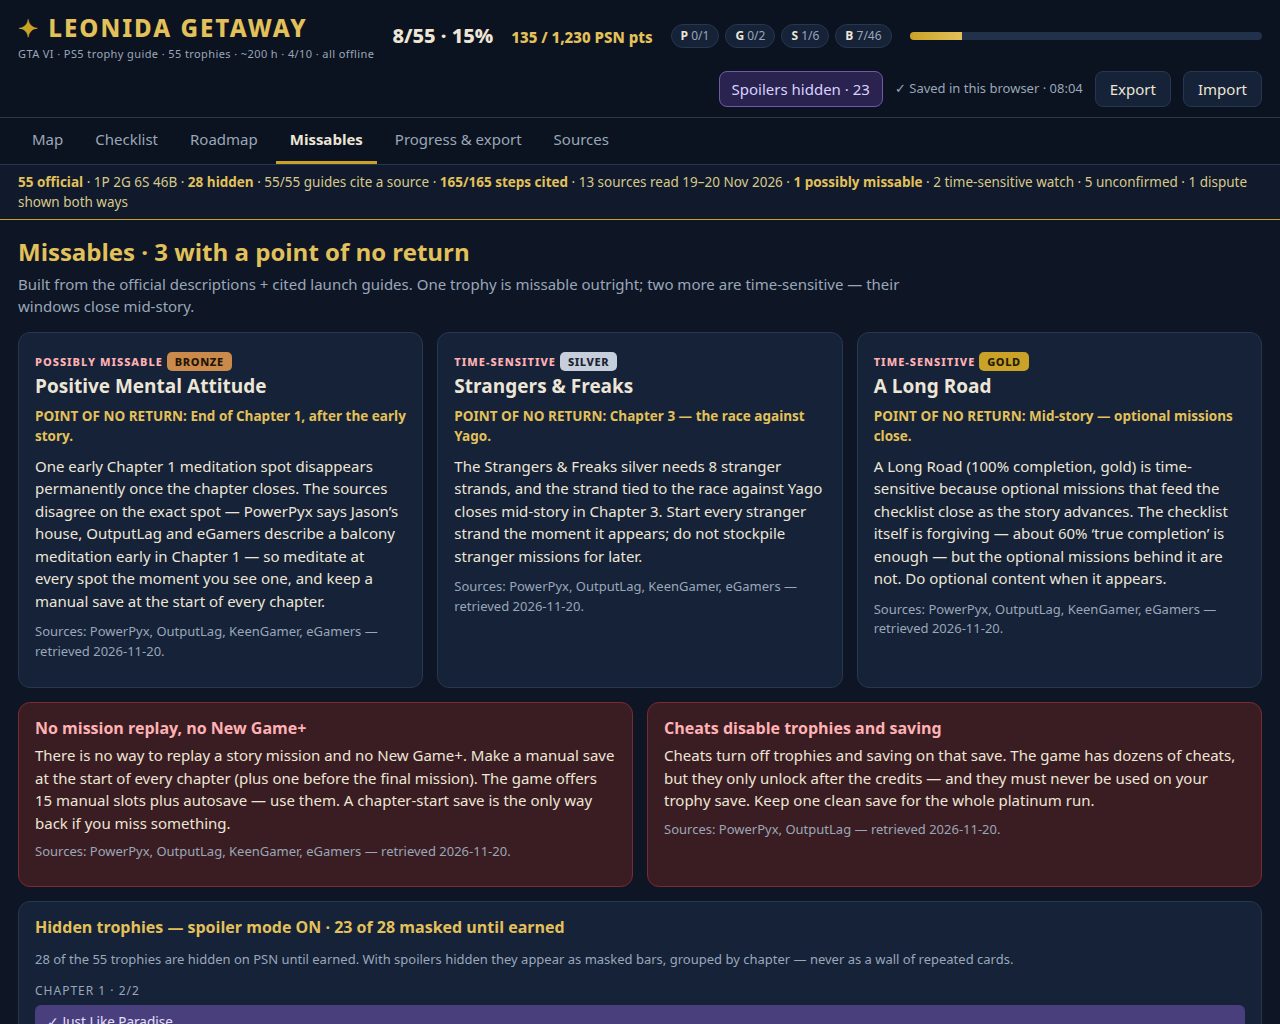 ✦ LEONIDA GETAWAY
GTA VI · PS5 trophy guide · 55 trophies · ~200 h · 4/10 · all offline
8/55 · 15%
135 / 1,230 PSN pts
P 0/1
G 0/2
S 1/6
B 7/46
Spoilers hidden · 23
✓ Saved in this browser · 08:04
Export
Import
Map
Checklist
Roadmap
Missables
Progress & export
Sources
55 official · 1P 2G 6S 46B · 28 hidden · 55/55 guides cite a source · 165/165 steps cited · 13 sources read 19–20 Nov 2026 · 1 possibly missable · 2 time-sensitive watch · 5 unconfirmed · 1 dispute
shown both ways
Missables · 3 with a point of no return
Built from the official descriptions + cited launch guides. One trophy is missable outright; two more are time-sensitive — their
windows close mid-story.
POSSIBLY MISSABLE BRONZE
Positive Mental Attitude
POINT OF NO RETURN: End of Chapter 1, after the early
story.
One early Chapter 1 meditation spot disappears
permanently once the chapter closes. The sources
disagree on the exact spot — PowerPyx says Jason’s
house, OutputLag and eGamers describe a balcony
meditation early in Chapter 1 — so meditate at
every spot the moment you see one, and keep a
manual save at the start of every chapter.
Sources: PowerPyx, OutputLag, KeenGamer, eGamers —
retrieved 2026-11-20.
TIME-SENSITIVE SILVER
Strangers & Freaks
POINT OF NO RETURN: Chapter 3 — the race against
Yago.
The Strangers & Freaks silver needs 8 stranger
strands, and the strand tied to the race against Yago
closes mid-story in Chapter 3. Start every stranger
strand the moment it appears; do not stockpile
stranger missions for later.
Sources: PowerPyx, OutputLag, KeenGamer, eGamers —
retrieved 2026-11-20.
TIME-SENSITIVE GOLD
A Long Road
POINT OF NO RETURN: Mid-story — optional missions
close.
A Long Road (100% completion, gold) is time-
sensitive because optional missions that feed the
checklist close as the story advances. The checklist
itself is forgiving — about 60% ‘true completion’ is
enough — but the optional missions behind it are
not. Do optional content when it appears.
Sources: PowerPyx, OutputLag, KeenGamer, eGamers —
retrieved 2026-11-20.
No mission replay, no New Game+
There is no way to replay a story mission and no New Game+. Make a manual save
at the start of every chapter (plus one before the final mission). The game offers
15 manual slots plus autosave — use them. A chapter-start save is the only way
back if you miss something.
Sources: PowerPyx, OutputLag, KeenGamer, eGamers — retrieved 2026-11-20.
Cheats disable trophies and saving
Cheats turn off trophies and saving on that save. The game has dozens of cheats,
but they only unlock after the credits — and they must never be used on your
trophy save. Keep one clean save for the whole platinum run.
Sources: PowerPyx, OutputLag — retrieved 2026-11-20.
Hidden trophies — spoiler mode ON · 23 of 28 masked until earned
28 of the 55 trophies are hidden on PSN until earned. With spoilers hidden they appear as masked bars, grouped by chapter — never as a wall of repeated cards.
CHAPTER 1 · 2/2
✓ Just Like Paradise